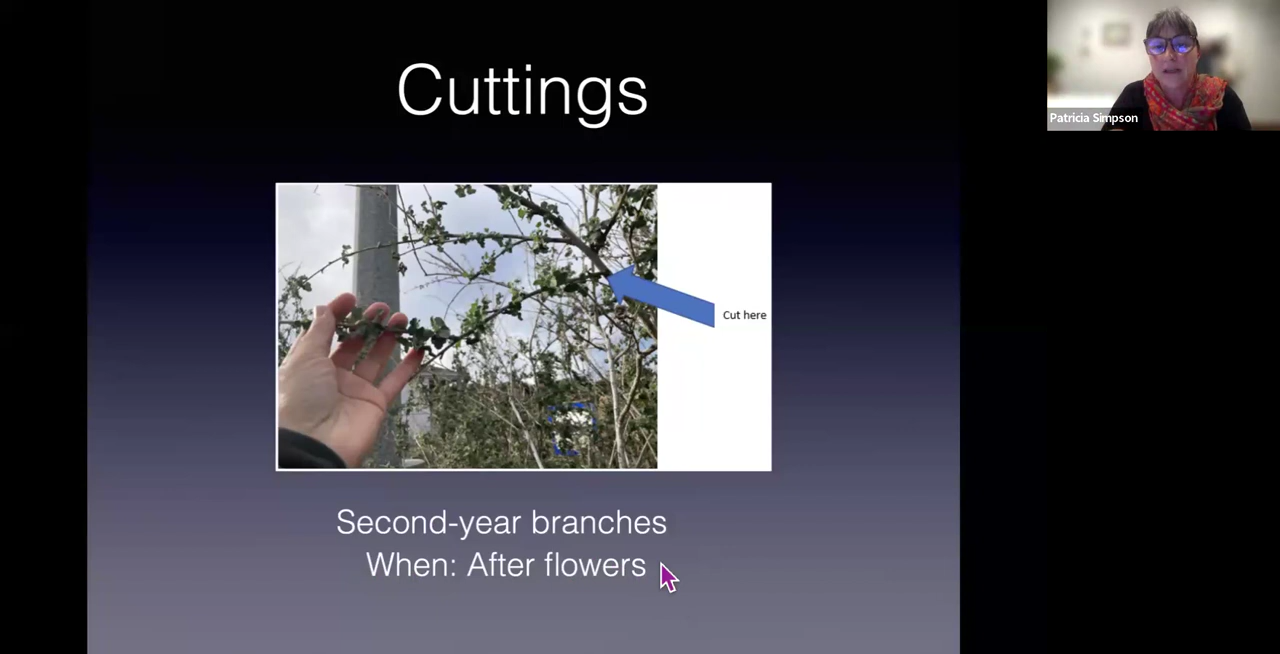 Cuttings
Patricia Simpson
Cut here
Second-year branches
When: After flowers